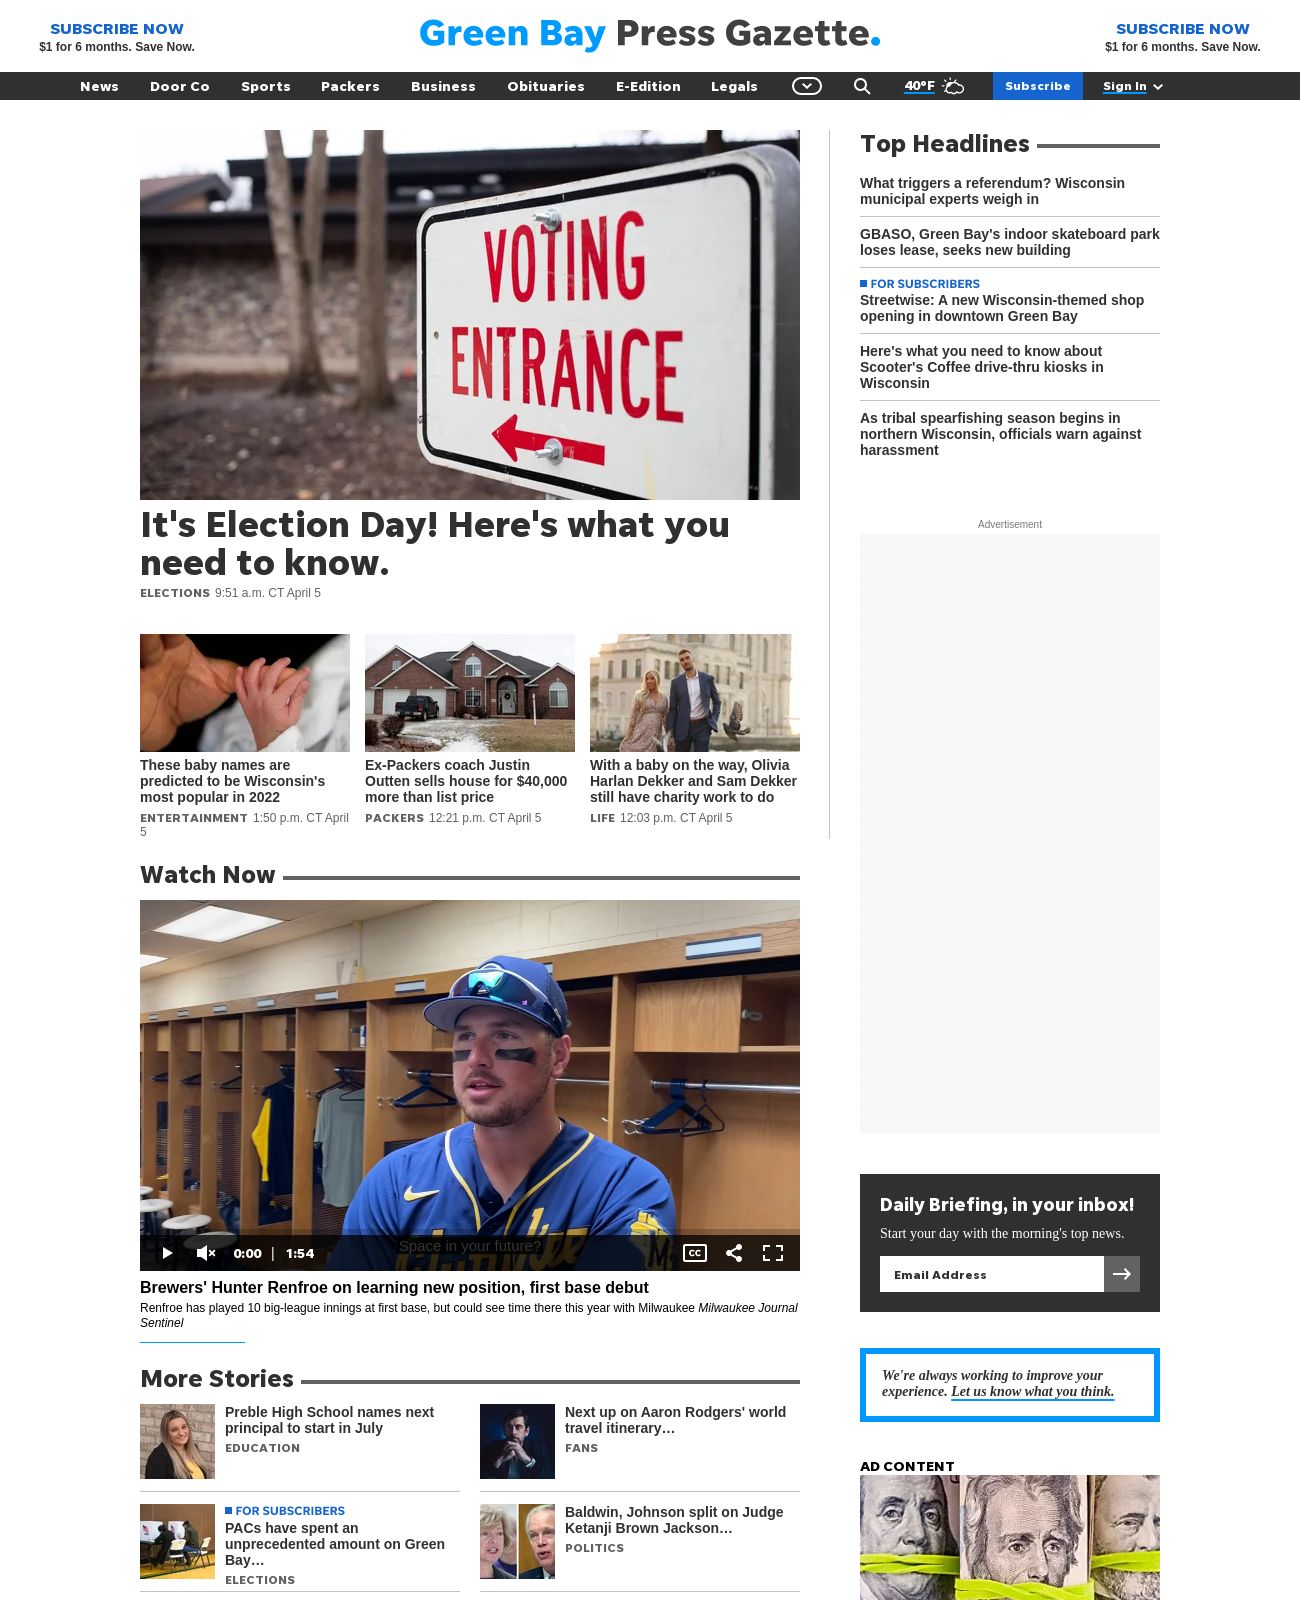 SUBSCRIBE NOW
$1 for 6 months. Save Now.
Green Bay Press Gazette.
SUBSCRIBE NOW
$1 for 6 months. Save Now.
News Door Co Sports Packers Business Obituaries E-Edition Legals 40°F Subscribe Sign In
VOTING
ENTRANCE
It's Election Day! Here's what you
need to know.
ELECTIONS 9:51 a.m. CT April 5
These baby names are
predicted to be Wisconsin's
most popular in 2022
ENTERTAINMENT 1:50 p.m. CT April
5
Ex-Packers coach Justin
Outten sells house for $40,000
more than list price
PACKERS 12:21 p.m. CT April 5
With a baby on the way, Olivia
Harlan Dekker and Sam Dekker
still have charity work to do
LIFE 12:03 p.m. CT April 5
Top Headlines
What triggers a referendum? Wisconsin
municipal experts weigh in
GBASO, Green Bay's indoor skateboard park
loses lease, seeks new building
FOR SUBSCRIBERS
Streetwise: A new Wisconsin-themed shop
opening in downtown Green Bay
Here's what you need to know about
Scooter's Coffee drive-thru kiosks in
Wisconsin
As tribal spearfishing season begins in
northern Wisconsin, officials warn against
harassment
Advertisement
Watch Now
Space in your future?
0:00 | 1:54
CC
Brewers' Hunter Renfroe on learning new position, first base debut
Renfroe has played 10 big-league innings at first base, but could see time there this year with Milwaukee Milwaukee Journal
Sentinel
Daily Briefing, in your inbox!
Start your day with the morning's top news.
Email Address
We're always working to improve your
experience. Let us know what you think.
More Stories
Preble High School names next
principal to start in July
EDUCATION
Next up on Aaron Rodgers' world
travel itinerary…
FANS
FOR SUBSCRIBERS
PACs have spent an
unprecedented amount on Green
Bay…
ELECTIONS
Baldwin, Johnson split on Judge
Ketanji Brown Jackson…
POLITICS
AD CONTENT